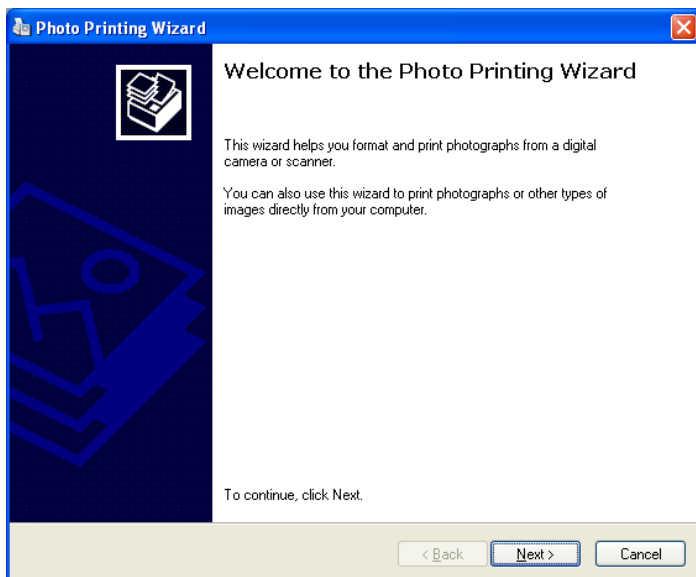 Photo Printing Wizard
Welcome to the Photo Printing Wizard
This wizard helps you format and print photographs from a digital
camera or scanner.
You can also use this wizard to print photographs or other types of
images directly from your computer.
To continue, click Next.
< Back Next > Cancel